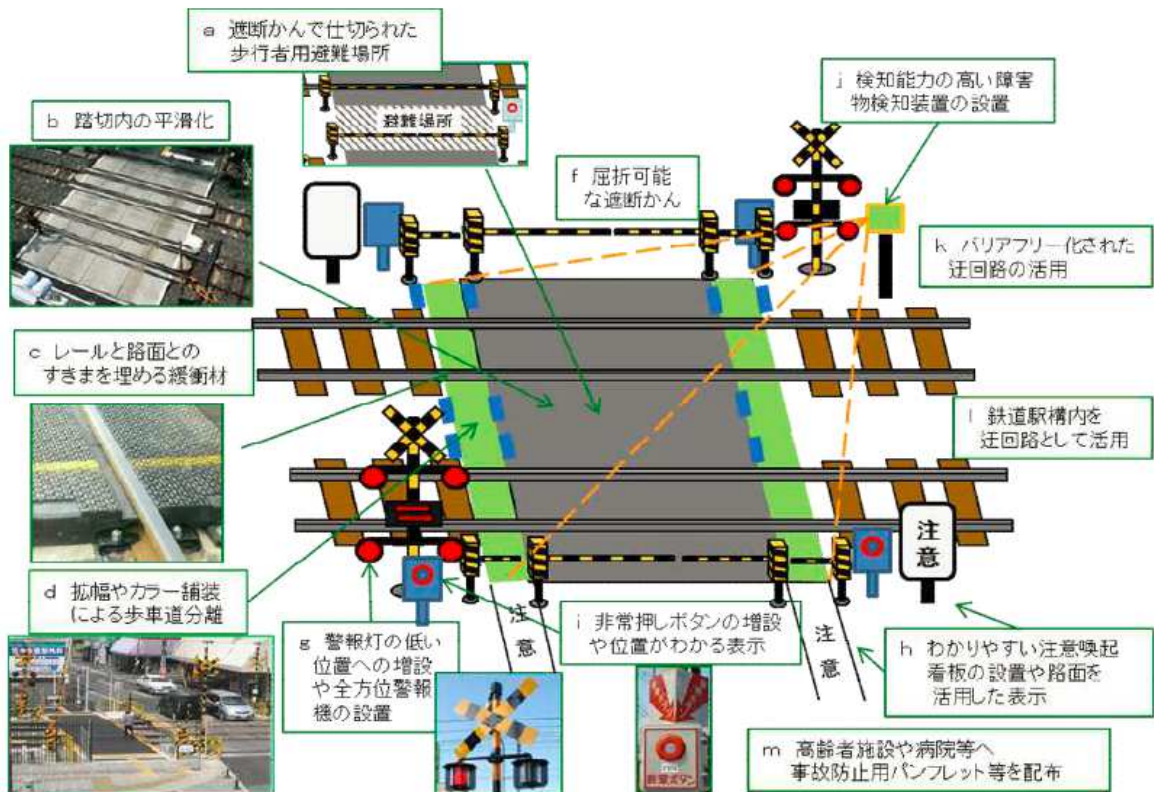 a 遮断かんで仕切られた
歩行者用避難場所
避難場所
b 踏切内の平滑化
j 検知能力の高い障害
物検知装置の設置
f 屈折可能
な遮断かん
k バリアフリー化された
迂回路の活用
c レールと路面との
すきまを埋める緩衝材
l 鉄道駅構内を
迂回路として活用
注意
d 拡幅やカラー舗装
による歩車道分離
注意
注意
g 警報灯の低い
位置への増設
や全方位警報
機の設置
i 非常押しボタンの増設
や位置がわかる表示
h わかりやすい注意喚起
看板の設置や路面を
活用した表示
m 高齢者施設や病院等へ
事故防止用パンフレット等を配布